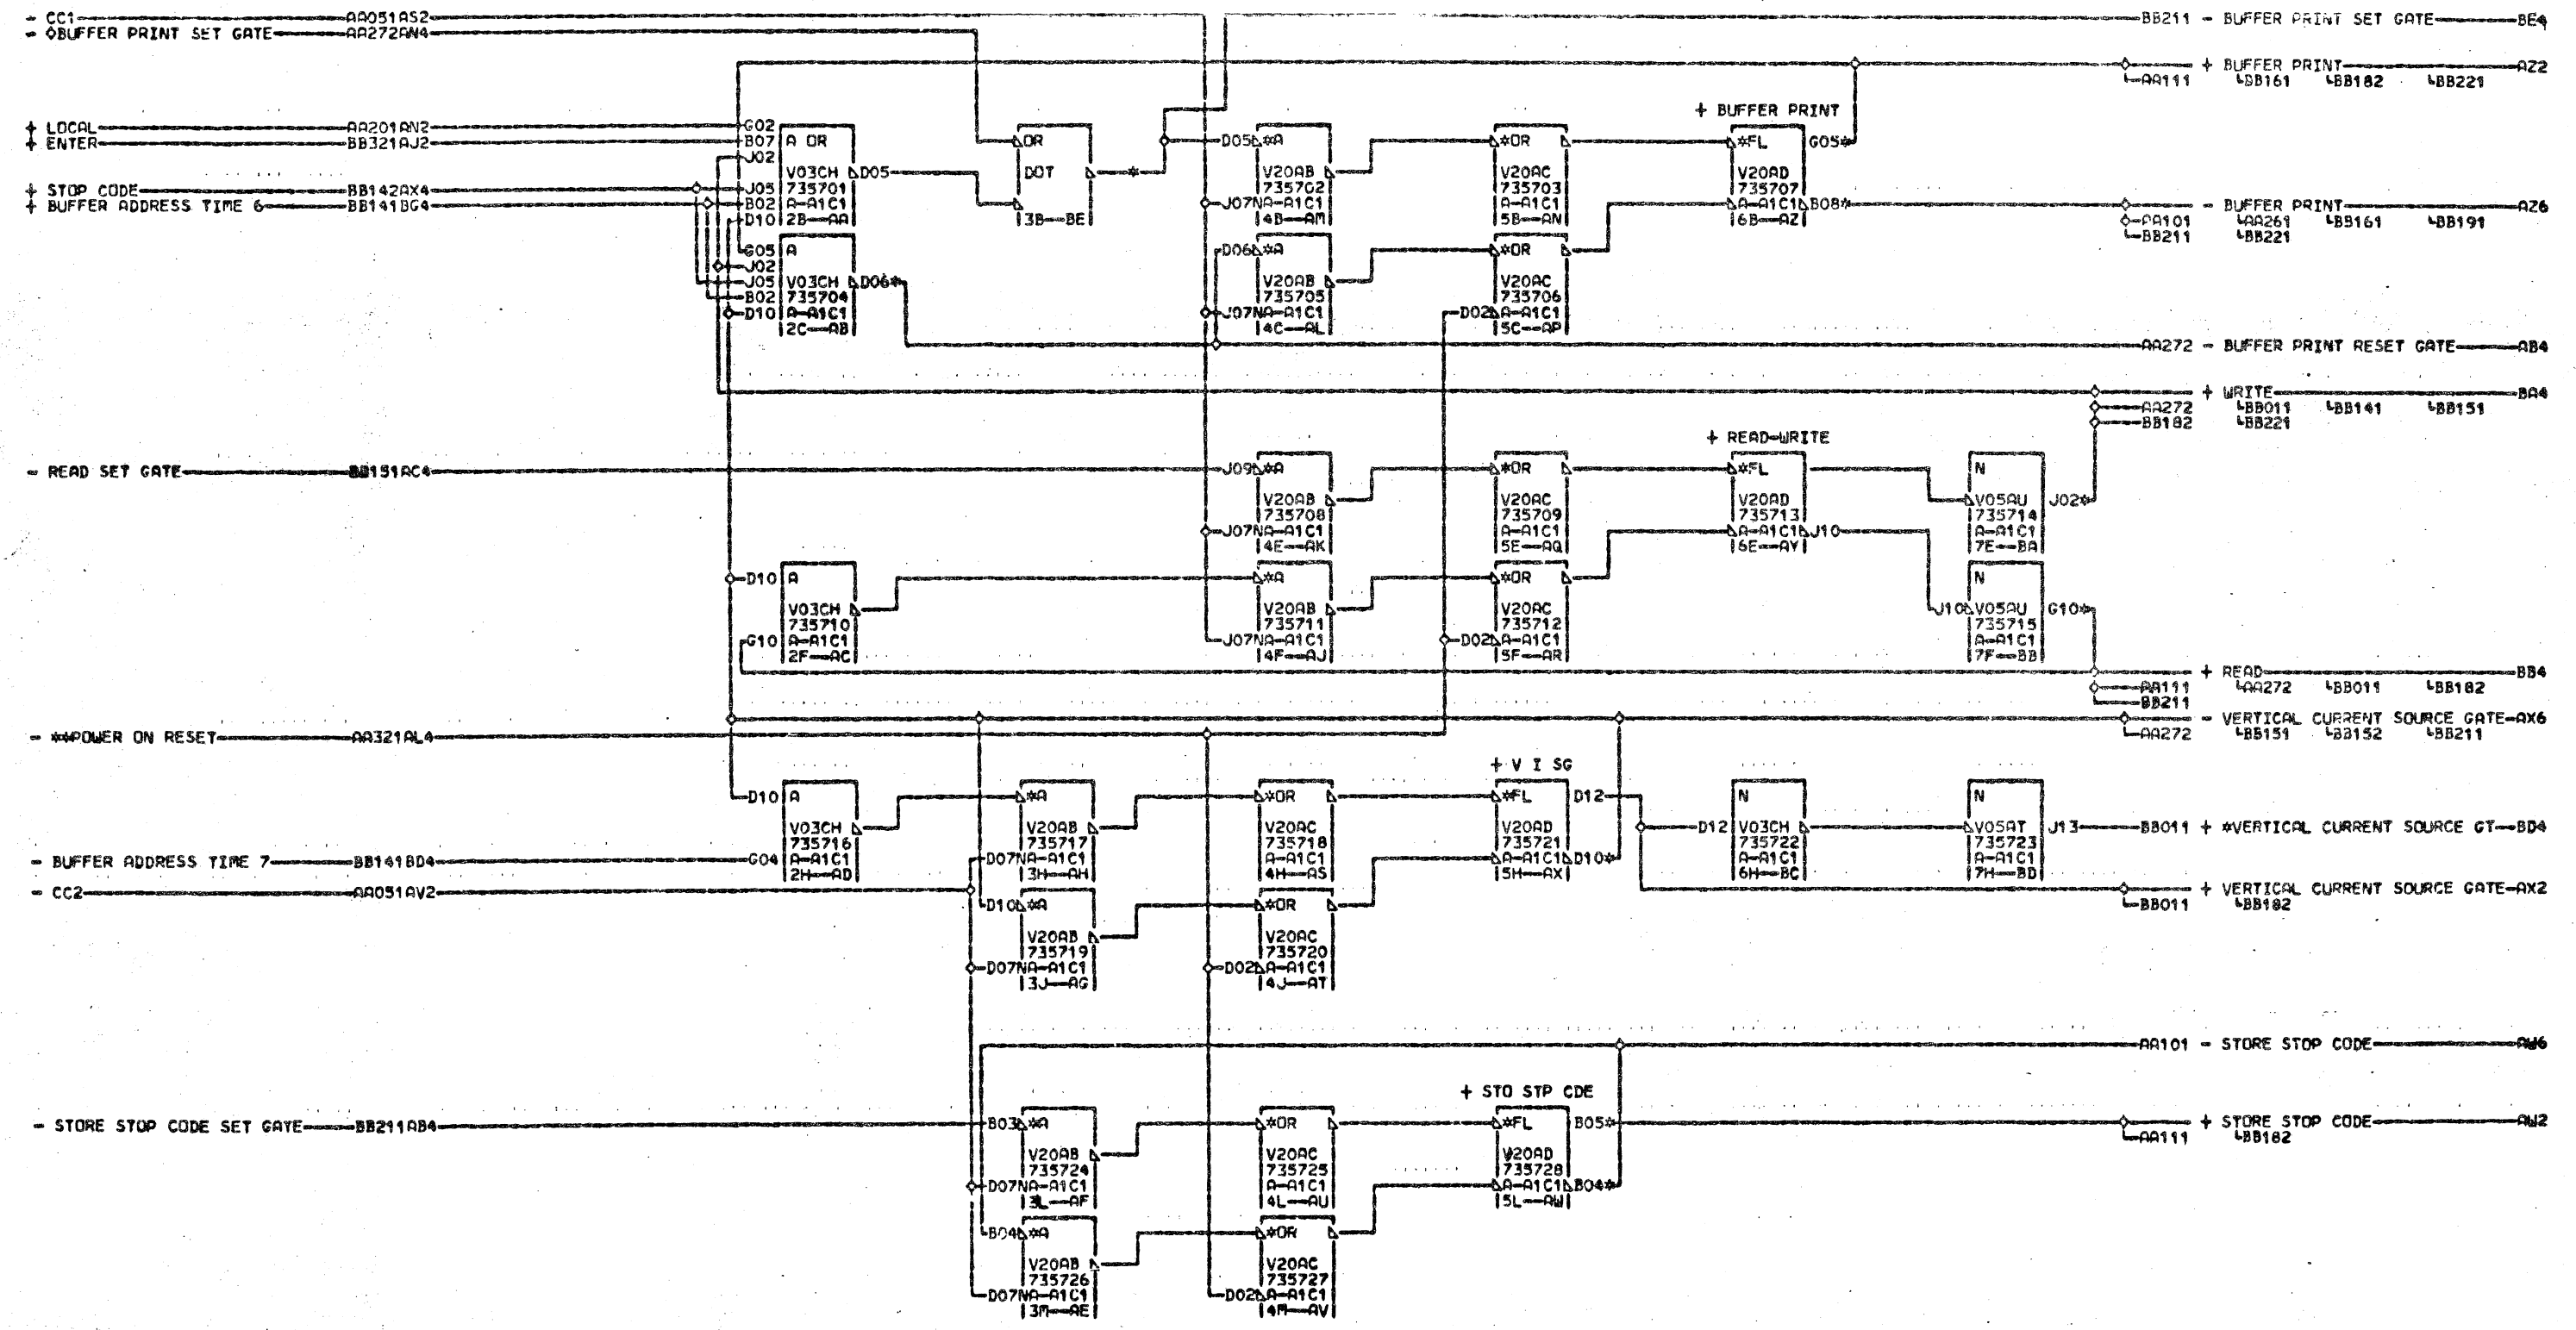 - CC1 AA051AS2 BB211 - BUFFER PRINT SET GATE BE4
- ◇BUFFER PRINT SET GATE AA272AN4
+ BUFFER PRINT AZ2
AA111 BB161 BB182 BB221
+ BUFFER PRINT
+ LOCAL AA201AN2 G02
+ ENTER BB321AJ2 B07 A OR OR D05 *A *OR *FL G05*
J02
V03CH D05 DOT * V20AB V20AC V20AD
+ STOP CODE BB142AX4 J05 735701 735702 735703 735707
+ BUFFER ADDRESS TIME 6 BB141BG4 B02 A-A1C1 J07NA-A1C1 A-A1C1 A-A1C1 B08* - BUFFER PRINT AZ6
D10 2B--AA 3B--BE 4B--AM 5B--AN 6B--AZ AA101 AA261 BB161 BB191
BB211 BB221
G05 A D06 *A *OR
J02
J05 V03CH D06* V20AB V20AC
B02 735704 735705 735706
D10 A-A1C1 J07NA-A1C1 D02 A-A1C1
2C--AB 4C--AL 5C--AP
AA272 - BUFFER PRINT RESET GATE AB4
+ WRITE BA4
AA272 BB011 BB141 BB151
BB182 BB221
+ READ-WRITE
- READ SET GATE BB151AC4 J09 *A *OR *FL N
V20AB V20AC V20AD V05AU J02*
735708 735709 735713 735714
J07NA-A1C1 A-A1C1 A-A1C1 J10 A-A1C1
4E--AK 5E--AQ 6E--AY 7E--BA
D10 A *A *OR N
V03CH V20AB V20AC J10 V05AU G10*
735710 735711 735712 735715
G10 A-A1C1 J07NA-A1C1 D02 A-A1C1 A-A1C1
2F--AC 4F--AJ 5F--AR 7F--BB
+ READ BB4
AA111 AA272 BB011 BB182
BB211
- VERTICAL CURRENT SOURCE GATE AX6
- **POWER ON RESET AA321AL4 AA272 BB151 BB152 BB211
+ V I SG
D10 A *A *OR *FL D12 N N
V03CH V20AB V20AC V20AD D12 V03CH V05AT J13 BB011 + *VERTICAL CURRENT SOURCE GT BD4
735716 735717 735718 735721 735722 735723
- BUFFER ADDRESS TIME 7 BB141BD4 G04 A-A1C1 D07NA-A1C1 A-A1C1 A-A1C1 D10* A-A1C1 A-A1C1
2H--AD 3H--AH 4H--AS 5H--AX 6H--BC 7H--BD
- CC2 AA051AV2 + VERTICAL CURRENT SOURCE GATE AX2
D10 *A *OR BB011 BB182
V20AB V20AC
735719 735720
D07NA-A1C1 D02 A-A1C1
3J--AG 4J--AT
AA101 - STORE STOP CODE AW6
+ STO STP CDE
- STORE STOP CODE SET GATE BB211AB4 B03 *A *OR *FL B05* + STORE STOP CODE AW2
AA111 BB182
V20AB V20AC V20AD
735724 735725 735728
D07NA-A1C1 A-A1C1 A-A1C1 B04*
3L--AF 4L--AU 5L--AW
B04 *A *OR
V20AB V20AC
735726 735727
D07NA-A1C1 D02 A-A1C1
3M--AE 4M--AV